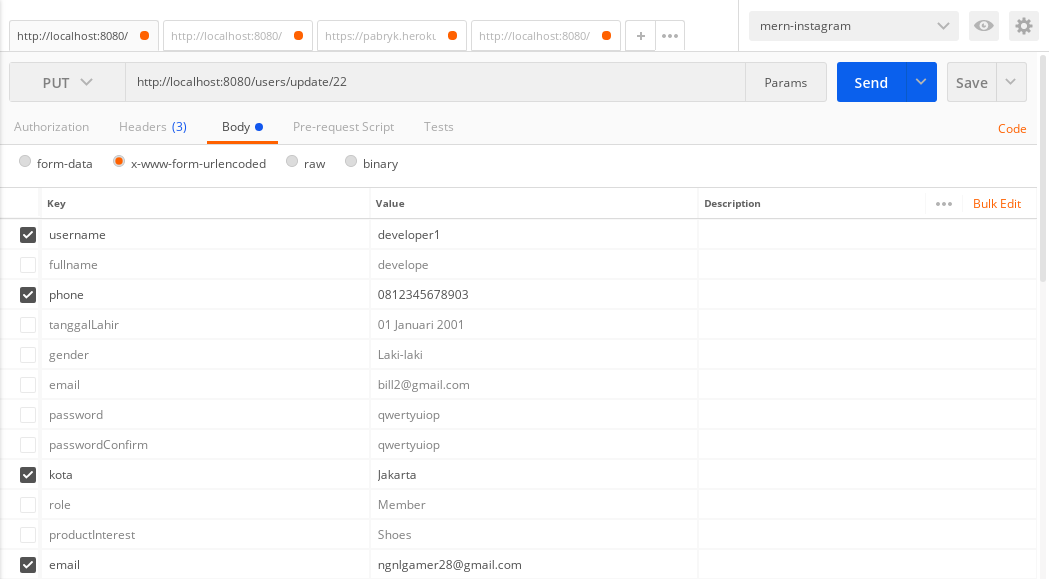 http://localhost:8080/ http://localhost:8080/ https://pabryk.heroku http://localhost:8080/ + ••• mern-instagram
PUT http://localhost:8080/users/update/22 Params Send Save
Authorization Headers (3) Body Pre-request Script Tests Code
form-data x-www-form-urlencoded raw binary
Key Value Description ••• Bulk Edit
username developer1
fullname develope
phone 0812345678903
tanggalLahir 01 Januari 2001
gender Laki-laki
email bill2@gmail.com
password qwertyuiop
passwordConfirm qwertyuiop
kota Jakarta
role Member
productInterest Shoes
email ngnlgamer28@gmail.com